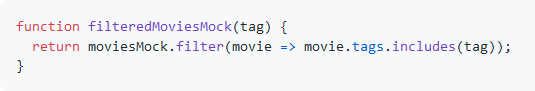 function filteredMoviesMock(tag) {
  return moviesMock.filter(movie => movie.tags.includes(tag));
}